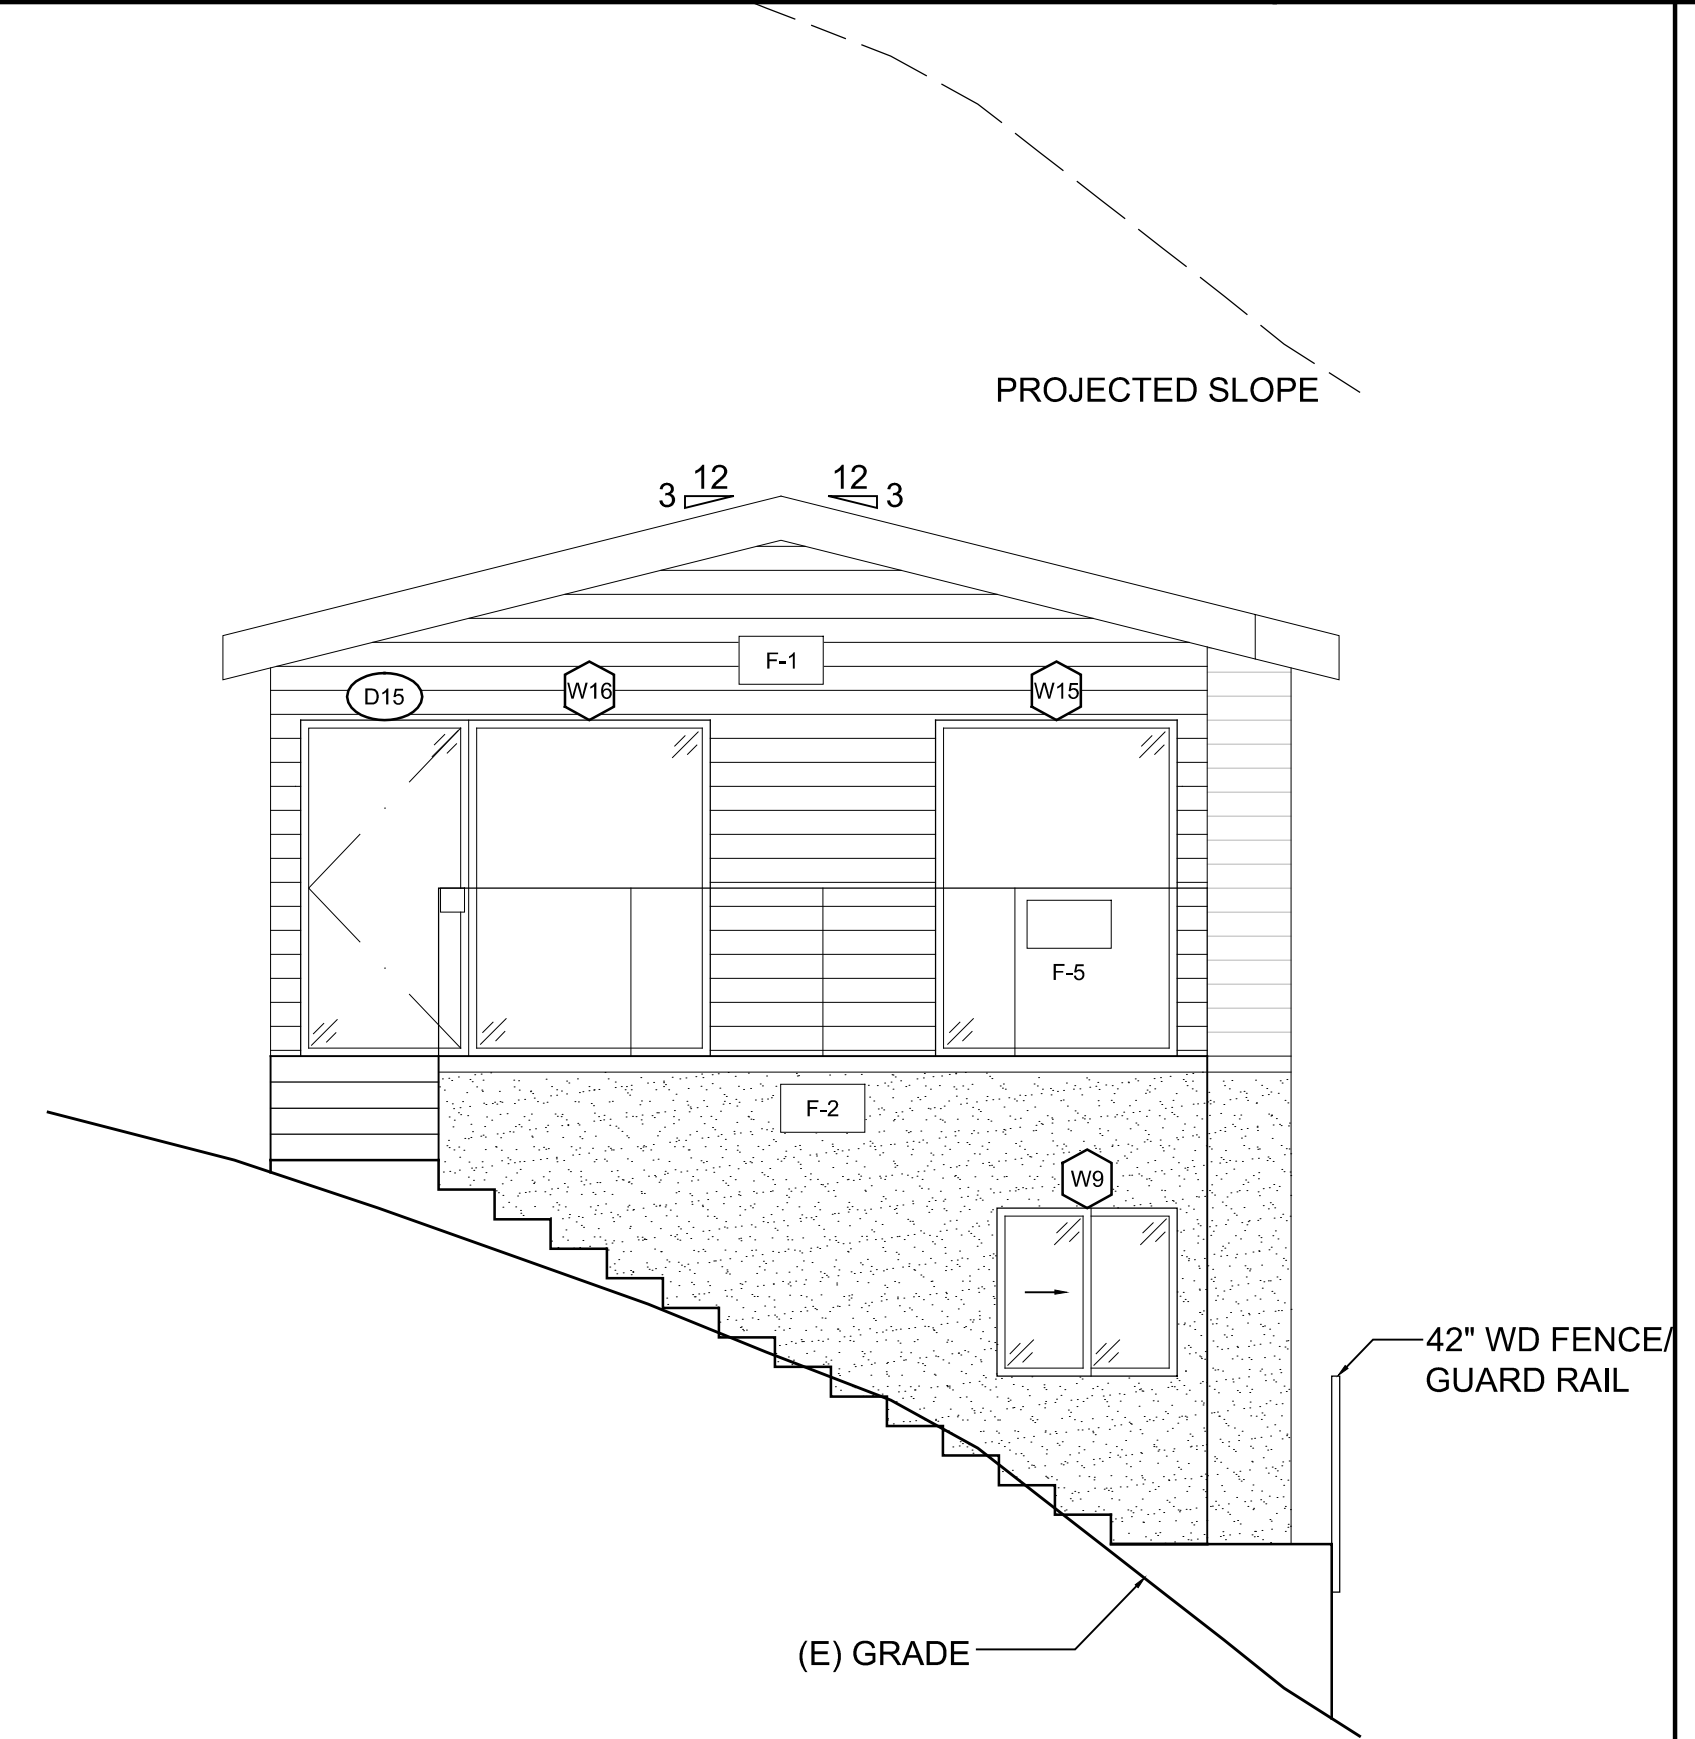 PROJECTED SLOPE
12
3
12
3
F-1
D15
W16
W15
F-5
F-2
W9
42" WD FENCE/
GUARD RAIL
(E) GRADE